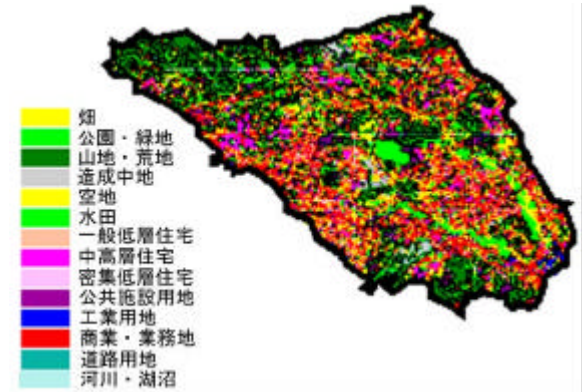 畑
公園・緑地
山地・荒地
造成中地
空地
水田
一般低層住宅
中高層住宅
密集低層住宅
公共施設用地
工業用地
商業・業務地
道路用地
河川・湖沼